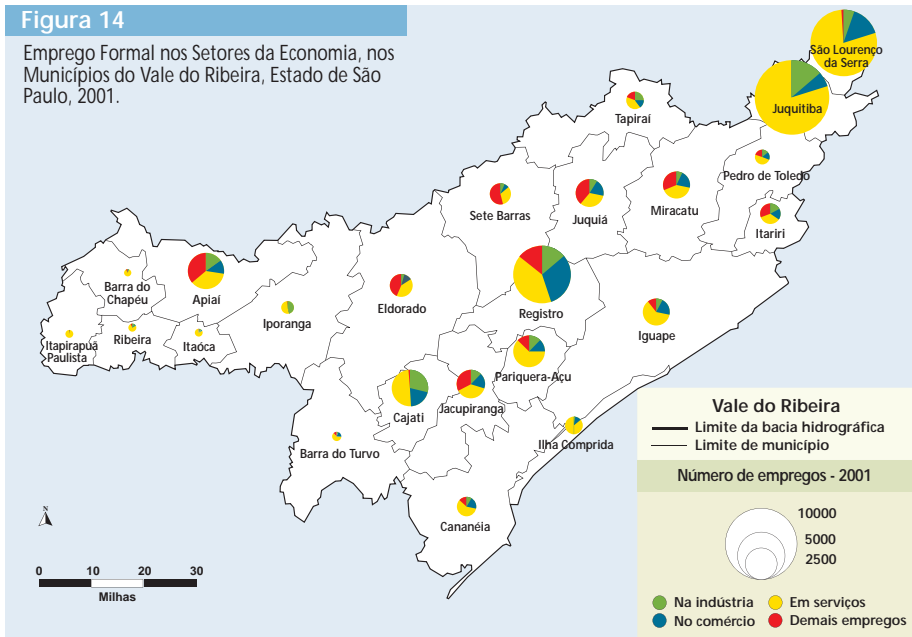 Figura 14
Emprego Formal nos Setores da Economia, nos
Municípios do Vale do Ribeira, Estado de São
Paulo, 2001.
São Lourenço
da Serra
Juquitiba
Tapiraí
Pedro de Toledo
Sete Barras
Juquiá
Miracatu
Itariri
Barra do
Chapéu
Apiaí
Eldorado
Registro
Iporanga
Iguape
Itapirapuã
Paulista
Ribeira
Itaóca
Pariquera-Açu
Cajati
Jacupiranga
Barra do Turvo
Ilha Comprida
Cananéia
N
0 10 20 30
Milhas
Vale do Ribeira
Limite da bacia hidrográfica
Limite de município
Número de empregos - 2001
10000
5000
2500
Na indústria
Em serviços
No comércio
Demais empregos